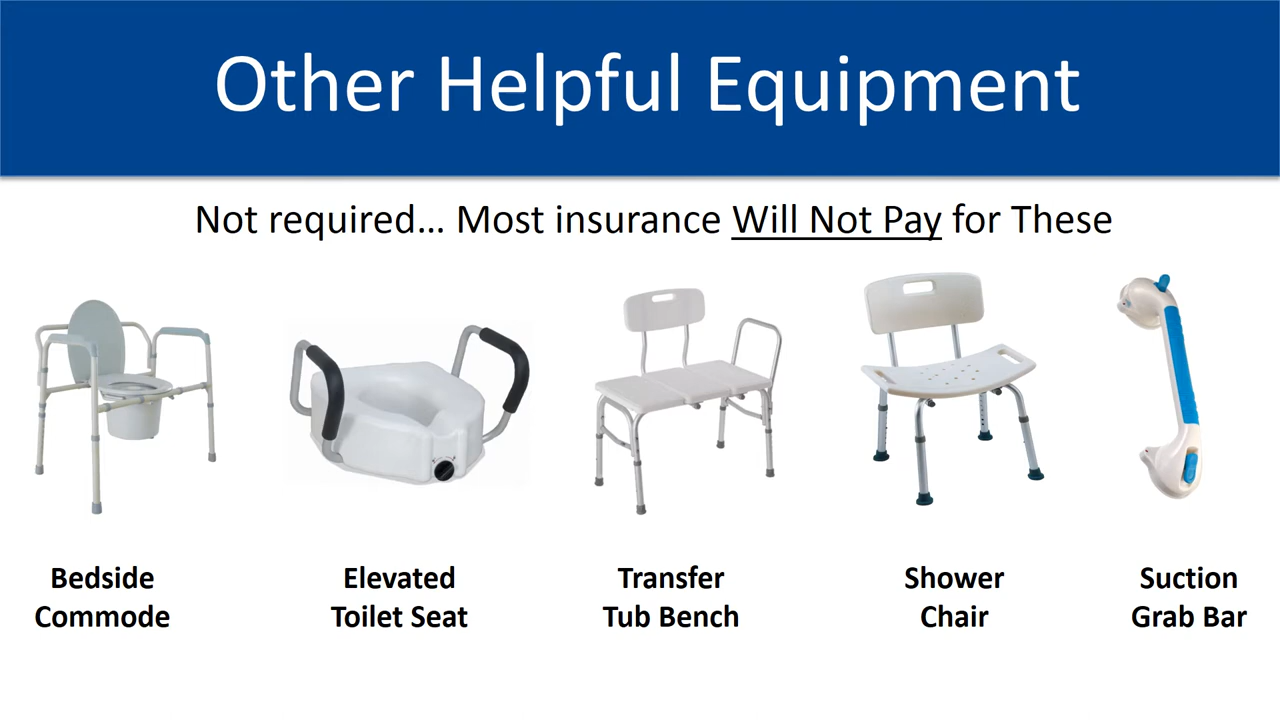 Other Helpful Equipment
Not required... Most insurance Will Not Pay for These
Bedside
Commode
Elevated
Toilet Seat
Transfer
Tub Bench
Shower
Chair
Suction
Grab Bar